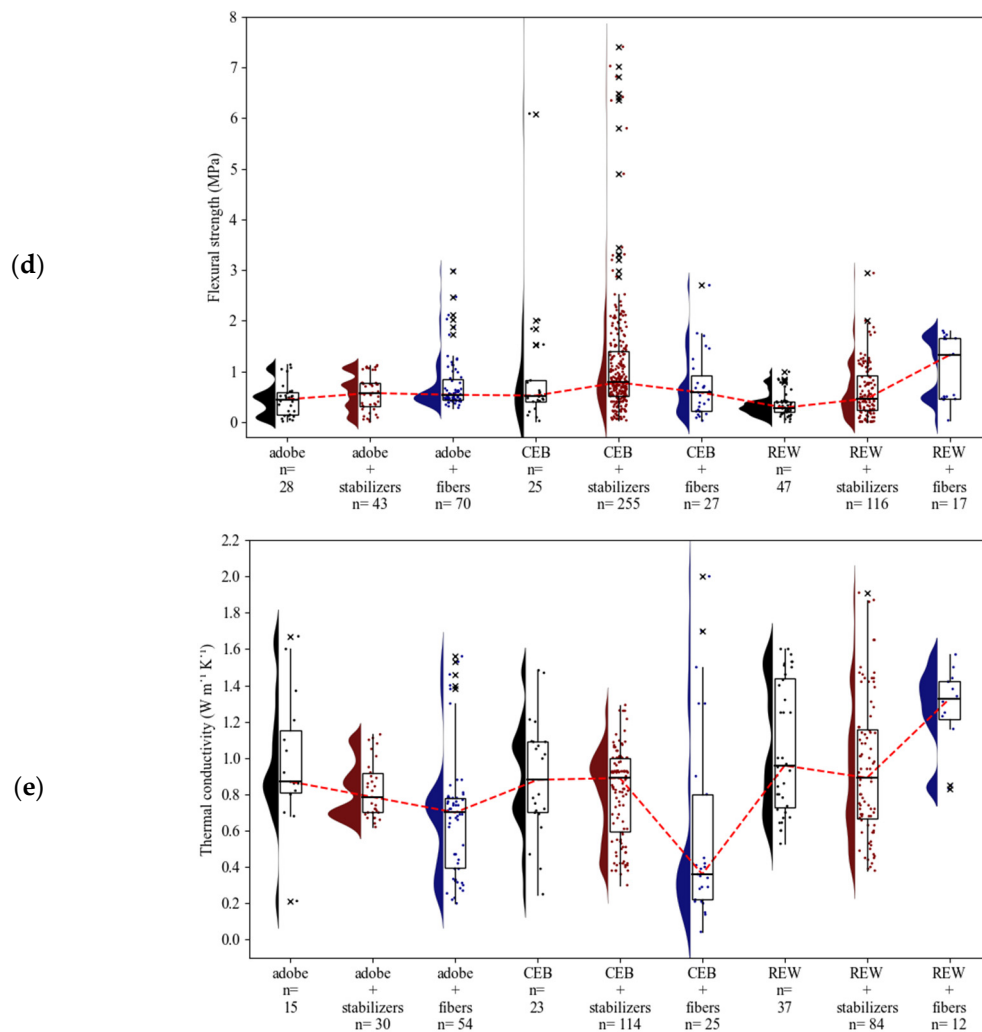 (d)
Flexural strength (MPa)
8
7
6
5
4
3
2
1
0
adobe
n=
28
adobe
+
stabilizers
n= 43
adobe
+
fibers
n= 70
CEB
n=
25
CEB
+
stabilizers
n= 255
CEB
+
fibers
n= 27
REW
n=
47
REW
+
stabilizers
n= 116
REW
+
fibers
n= 17
(e)
Thermal conductivity (W m⁻¹ K⁻¹)
2.2
2.0
1.8
1.6
1.4
1.2
1.0
0.8
0.6
0.4
0.2
0.0
adobe
n=
15
adobe
+
stabilizers
n= 30
adobe
+
fibers
n= 54
CEB
n=
23
CEB
+
stabilizers
n= 114
CEB
+
fibers
n= 25
REW
n=
37
REW
+
stabilizers
n= 84
REW
+
fibers
n= 12